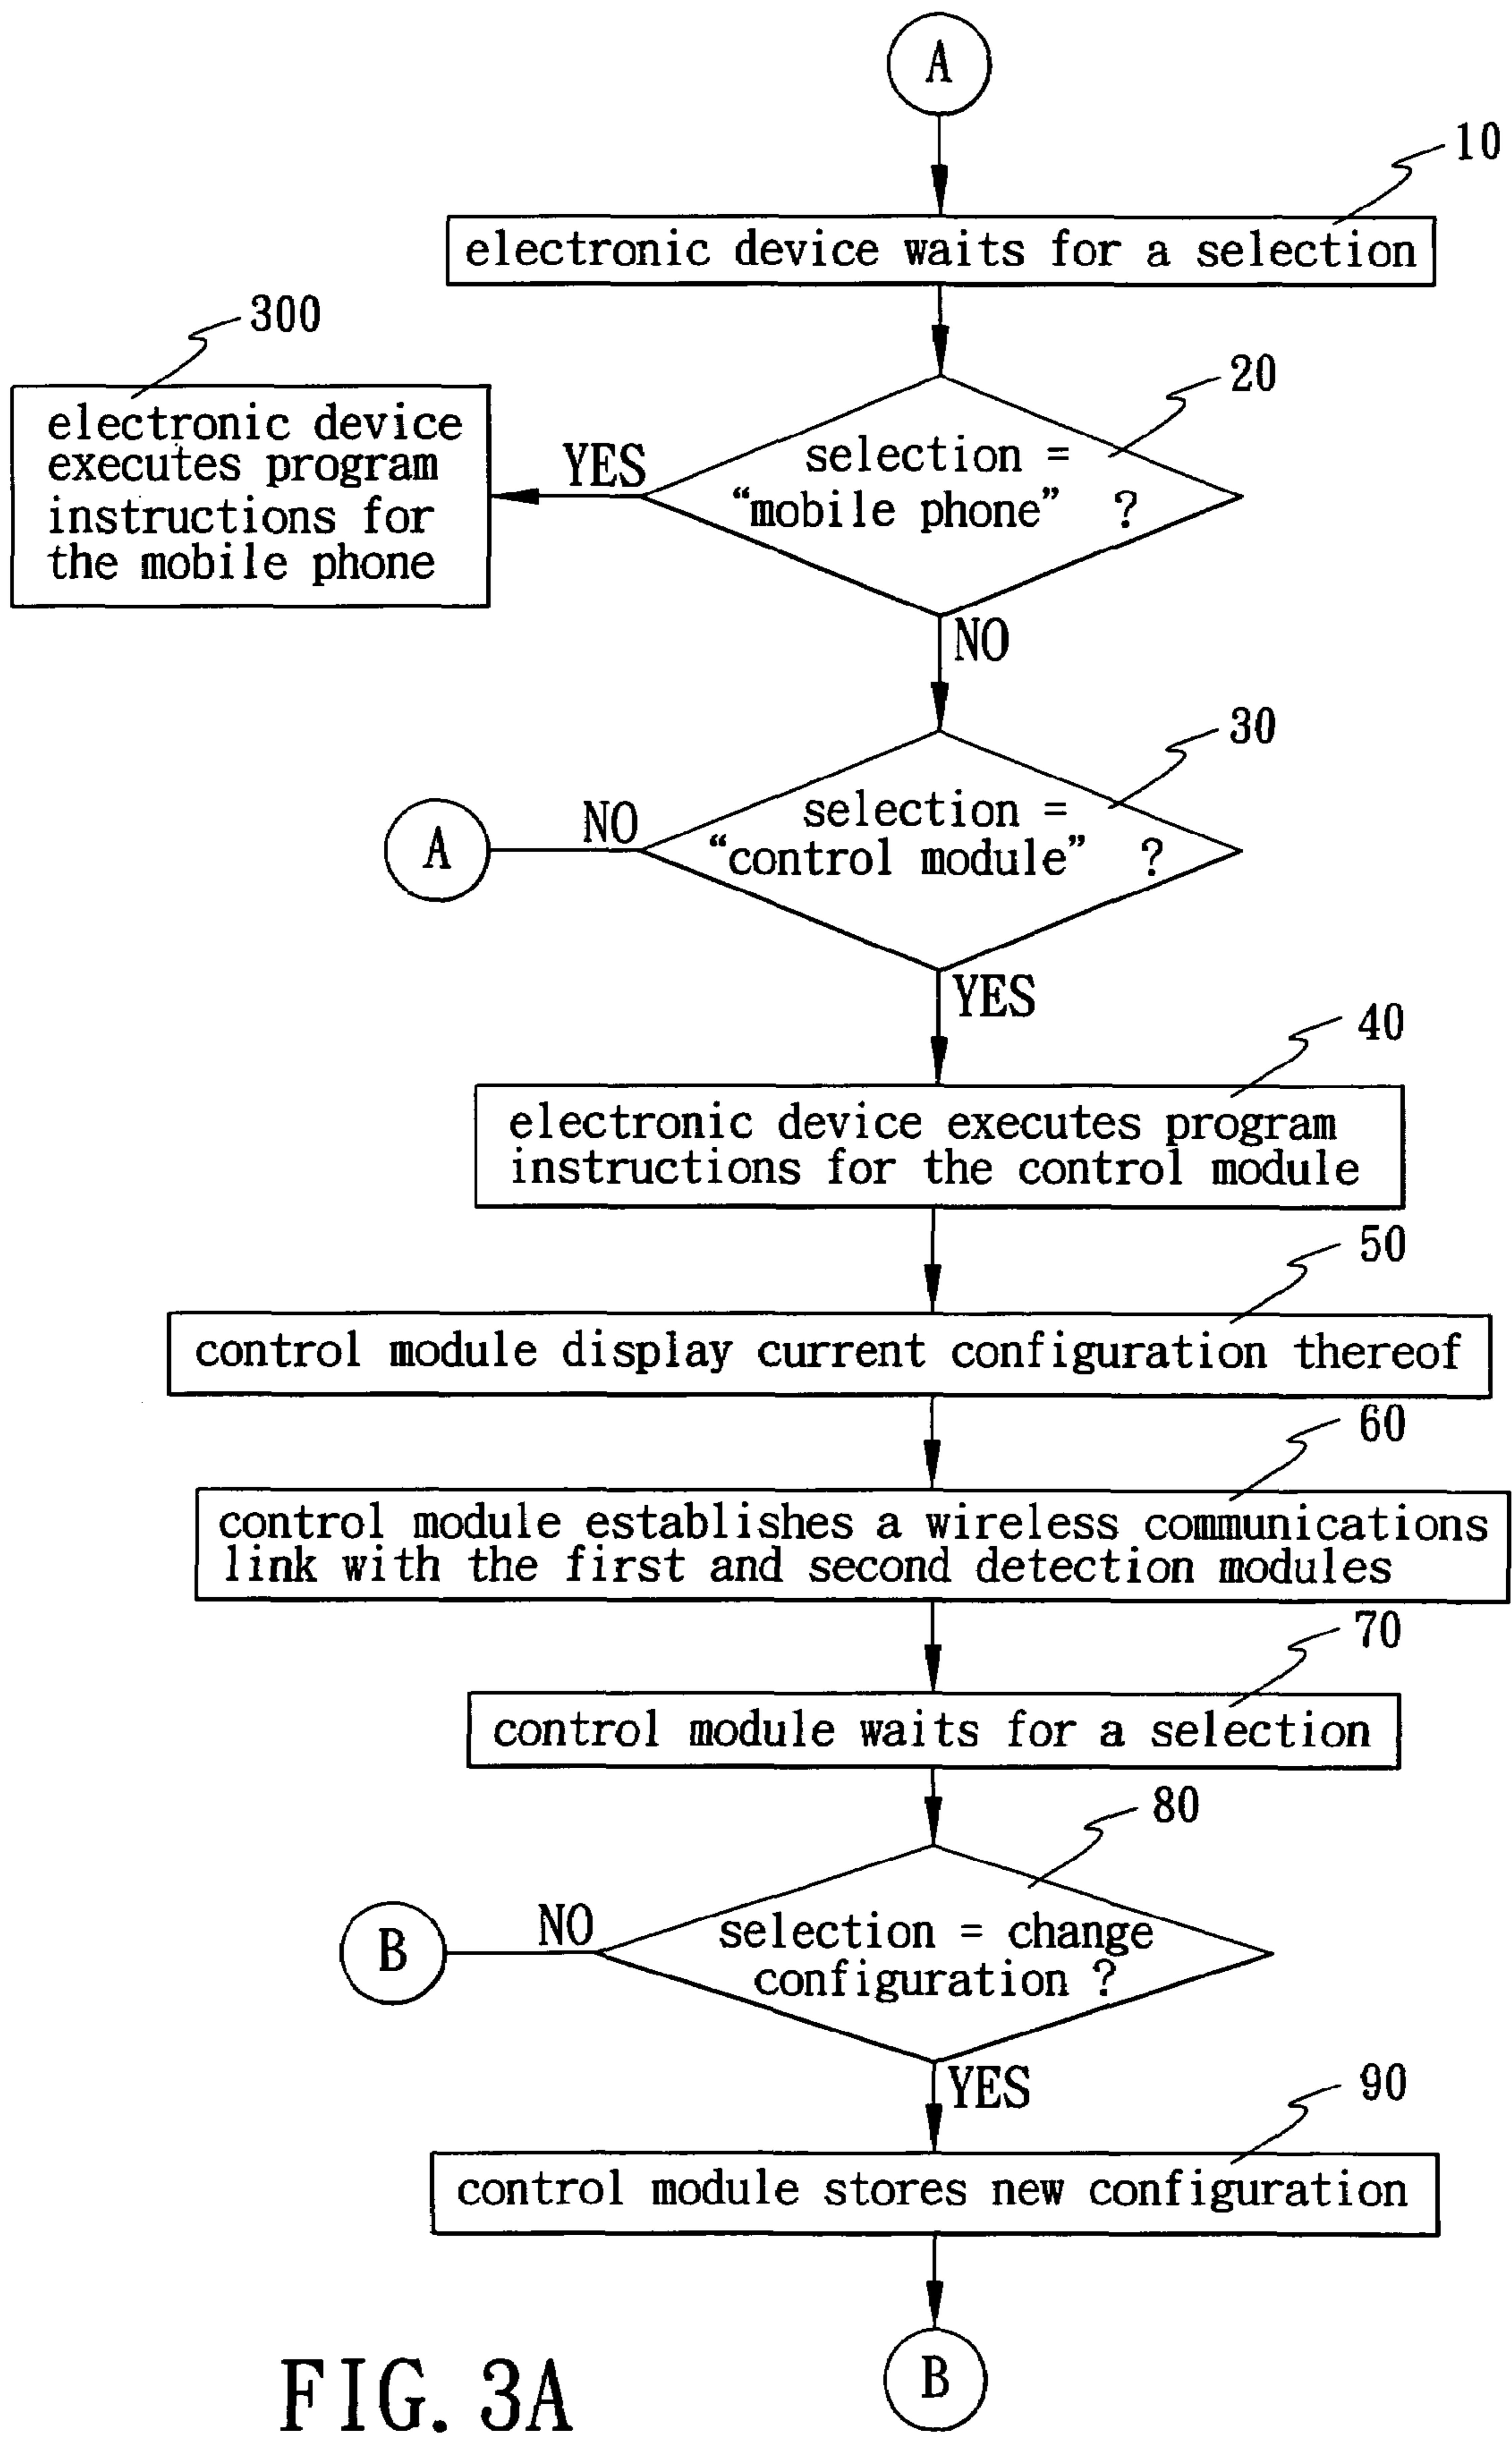 A
10
electronic device waits for a selection
300
electronic device
executes program
instructions for
the mobile phone
YES
20
selection =
“mobile phone” ?
NO
30
A
NO
selection =
“control module” ?
YES
40
electronic device executes program
instructions for the control module
50
control module display current configuration thereof
60
control module establishes a wireless communications
link with the first and second detection modules
70
control module waits for a selection
80
B
NO
selection = change
configuration ?
YES
90
control module stores new configuration
B
FIG. 3A